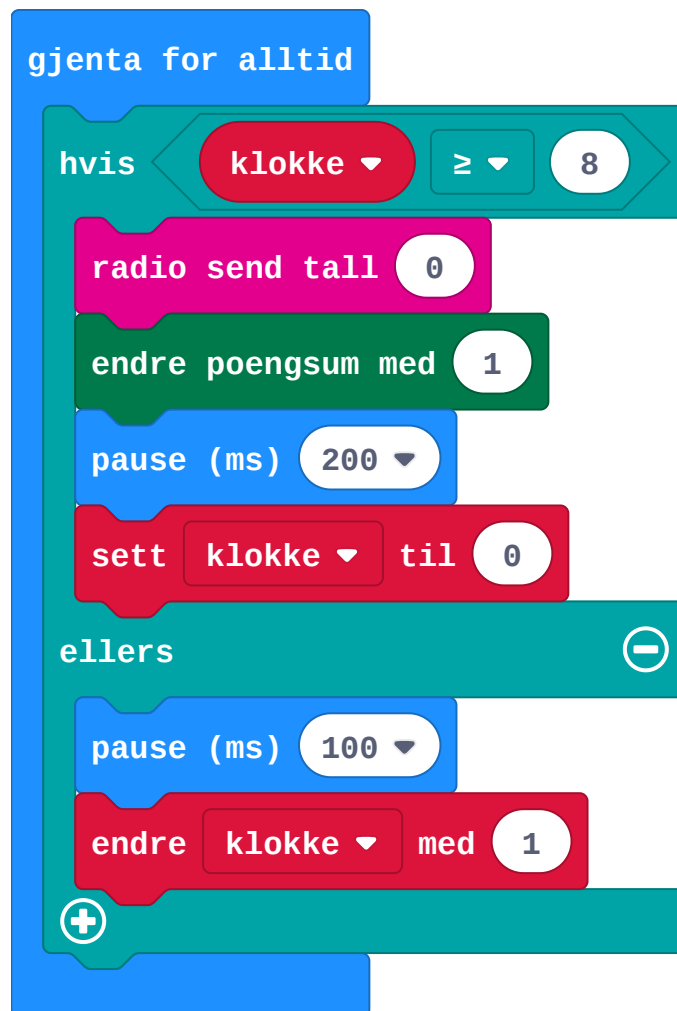 gjenta for alltid
hvis klokke ≥ 8
radio send tall 0
endre poengsum med 1
pause (ms) 200
sett klokke til 0
ellers
pause (ms) 100
endre klokke med 1